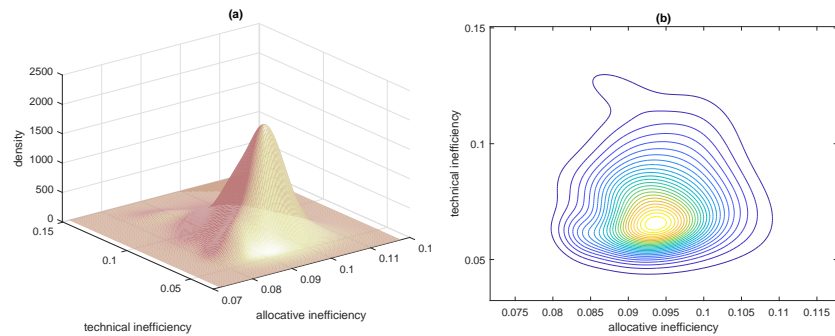 (a)
2500
2000
1500
1000
500
0
density
0.15
0.1
0.05
technical inefficiency
0.07
0.08
0.09
0.1
0.11
0.1
allocative inefficiency
(b)
0.15
0.1
0.05
technical inefficiency
0.075 0.08 0.085 0.09 0.095 0.1 0.105 0.11 0.115
allocative inefficiency